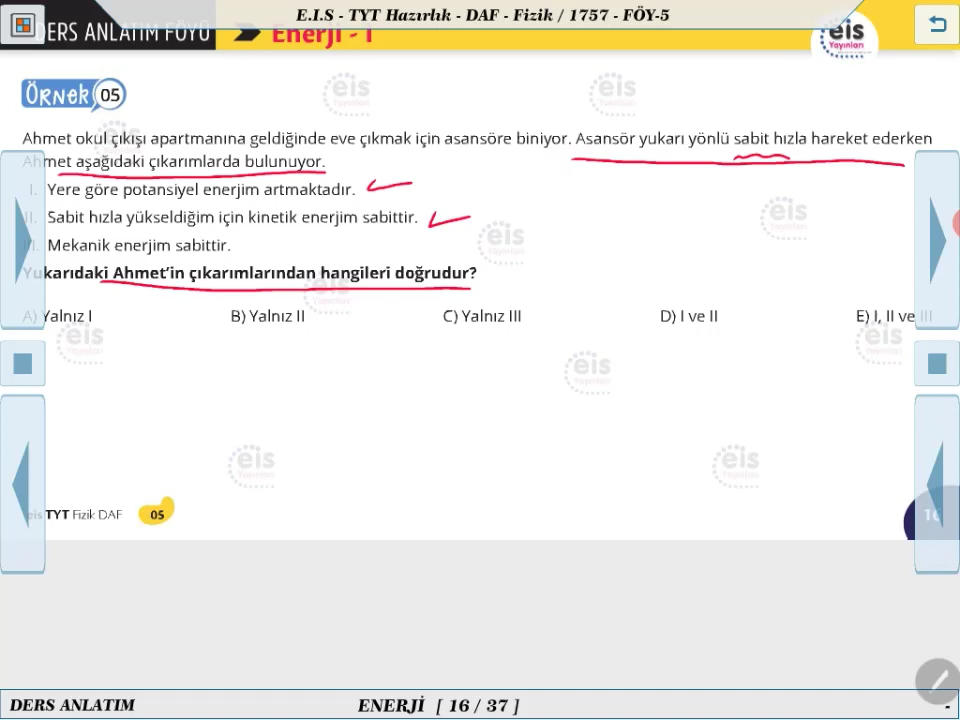 E.I.S - TYT Hazırlık - DAF - Fizik / 1757 - FÖY-5
DERS ANLATIM FÖYÜ
Enerji - I
eis
Yayınları
ÖRNEK 05
Ahmet okul çıkışı apartmanına geldiğinde eve çıkmak için asansöre biniyor. Asansör yukarı yönlü sabit hızla hareket ederken
Ahmet aşağıdaki çıkarımlarda bulunuyor.
I. Yere göre potansiyel enerjim artmaktadır.
II. Sabit hızla yükseldiğim için kinetik enerjim sabittir.
III. Mekanik enerjim sabittir.
Yukarıdaki Ahmet'in çıkarımlarından hangileri doğrudur?
A) Yalnız I B) Yalnız II C) Yalnız III D) I ve II E) I, II ve III
eis TYT Fizik DAF 05
16
DERS ANLATIM ENERJİ [ 16 / 37 ] -